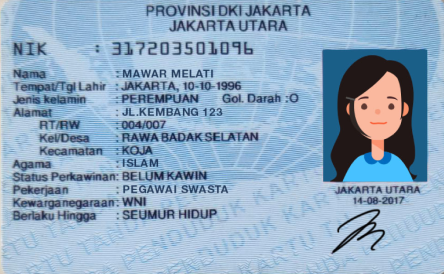 PROVINSI DKI JAKARTA
JAKARTA UTARA
NIK : 317203501096
Nama : MAWAR MELATI
Tempat/Tgl Lahir : JAKARTA, 10-10-1996
Jenis kelamin : PEREMPUAN Gol. Darah :O
Alamat : JL.KEMBANG 123
RT/RW : 004/007
Kel/Desa : RAWA BADAK SELATAN
Kecamatan : KOJA
Agama : ISLAM
Status Perkawinan: BELUM KAWIN
Pekerjaan : PEGAWAI SWASTA
Kewarganegaraan: WNI
Berlaku Hingga : SEUMUR HIDUP
JAKARTA UTARA
14-08-2017